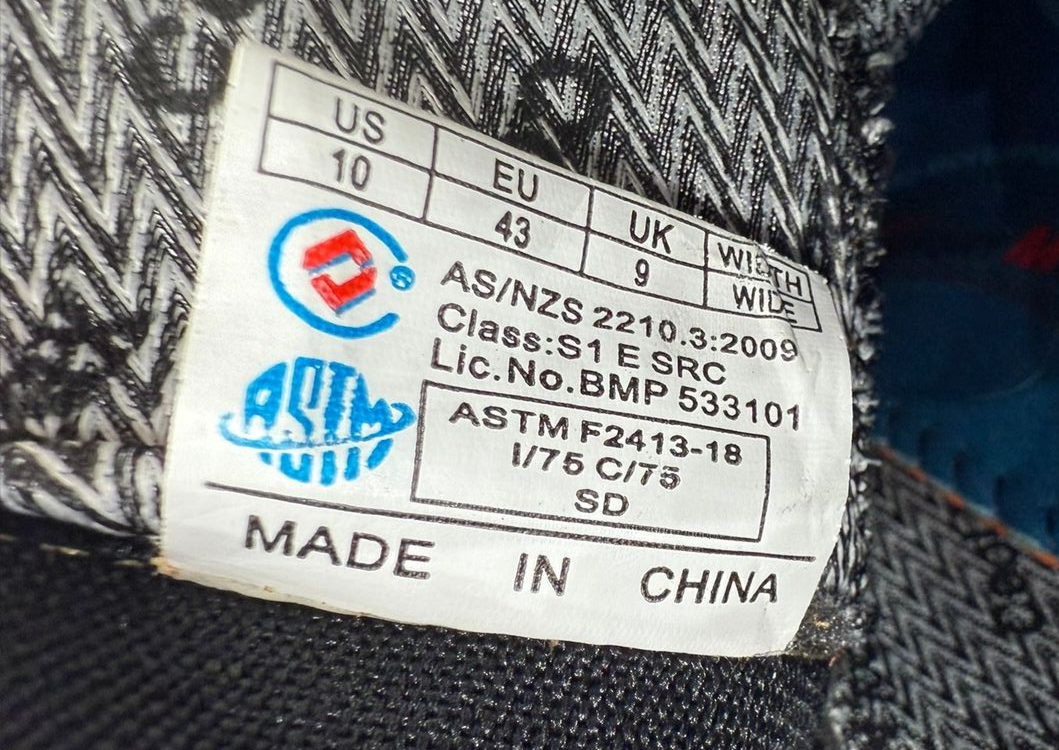 US EU UK WIDTH
10 43 9 WIDE
AS/NZS 2210.3:2009
Class:S1 E SRC
Lic.No.BMP 533101
ASTM
ASTM F2413-18
I/75 C/75
SD
MADE IN CHINA